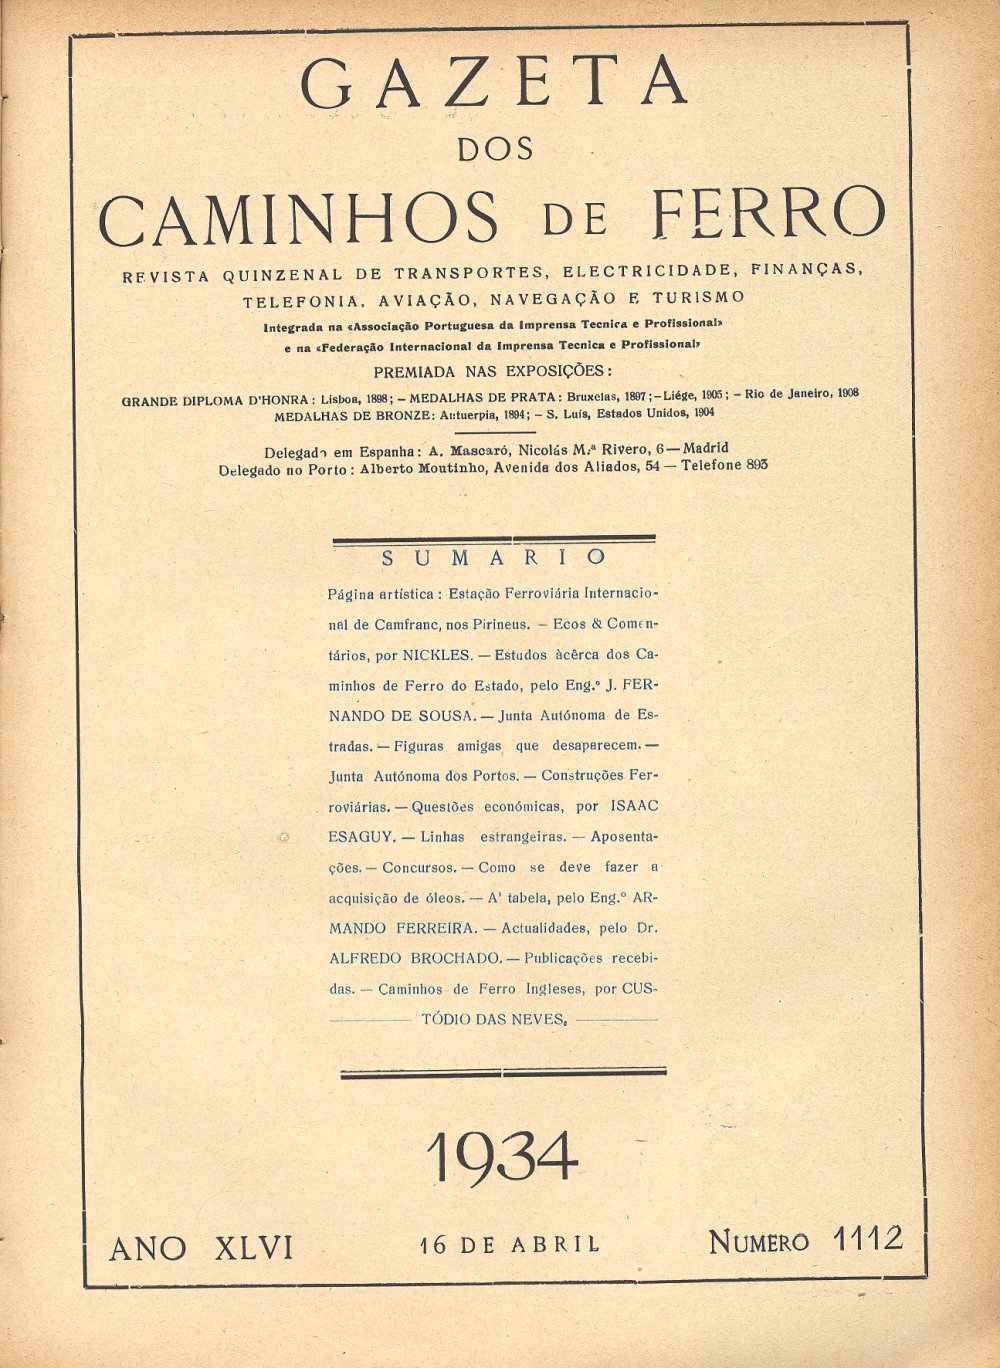 GAZETA
DOS
CAMINHOS DE FERRO
REVISTA QUINZENAL DE TRANSPORTES, ELECTRICIDADE, FINANÇAS,
TELEFONIA, AVIAÇÃO, NAVEGAÇÃO E TURISMO
Integrada na «Associação Portuguesa da Imprensa Tecnica e Profissional»
e na «Federação Internacional da Imprensa Tecnica e Profissional»
PREMIADA NAS EXPOSIÇÕES:
GRANDE DIPLOMA D'HONRA: Lisboa, 1898; — MEDALHAS DE PRATA: Bruxelas, 1897; — Liége, 1905; — Rio de Janeiro, 1908
MEDALHAS DE BRONZE: Antuerpia, 1894; — S. Luís, Estados Unidos, 1904
Delegado em Espanha: A. Mascaró, Nicolás M.ª Rivero, 6 — Madrid
Delegado no Porto: Alberto Moutinho, Avenida dos Aliados, 54 — Telefone 893
SUMARIO
Página artística: Estação Ferroviária Internacio-
nal de Camfranc, nos Pirineus. — Ecos & Comen-
tários, por NICKLES. — Estudos àcêrca dos Ca-
minhos de Ferro do Estado, pelo Eng.º J. FER-
NANDO DE SOUSA. — Junta Autónoma de Es-
tradas. — Figuras amigas que desaparecem. —
Junta Autónoma dos Portos. — Construções Fer-
roviárias. — Questões económicas, por ISAAC
ESAGUY. — Linhas estrangeiras. — Aposenta-
ções. — Concursos. — Como se deve fazer a
acquisição de óleos. — A' tabela, pelo Eng.º AR-
MANDO FERREIRA. — Actualidades, pelo Dr.
ALFREDO BROCHADO. — Publicações recebi-
das. — Caminhos de Ferro Ingleses, por CUS-
TÓDIO DAS NEVES,
1934
ANO XLVI 16 DE ABRIL NUMERO 1112